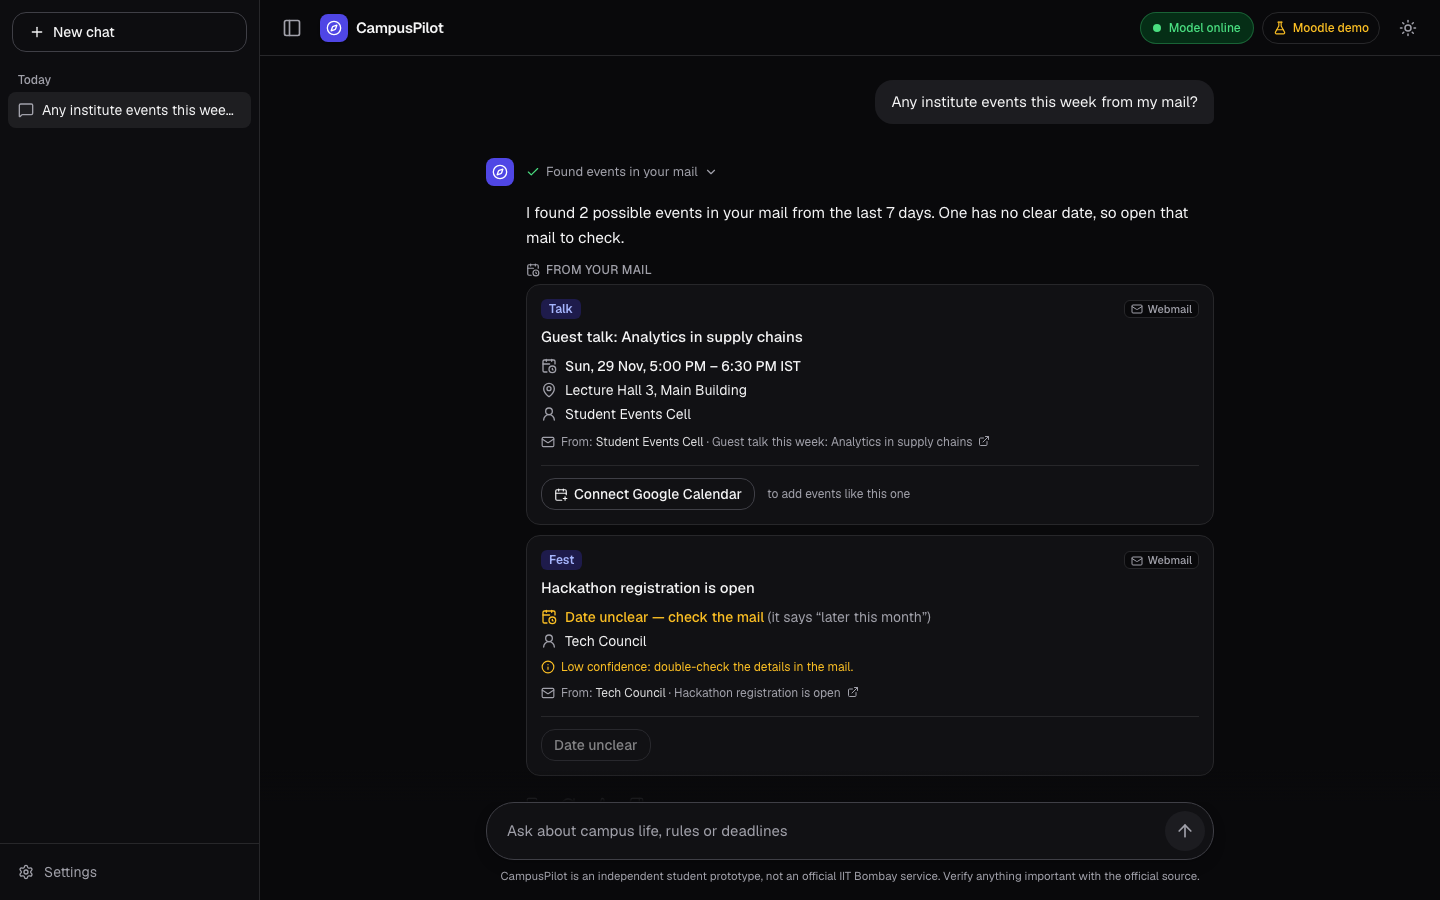 New chat
Today
Any institute events this wee...
Settings
CampusPilot
Model online
Moodle demo
Any institute events this week from my mail?
Found events in your mail
I found 2 possible events in your mail from the last 7 days. One has no clear date, so open that
mail to check.
FROM YOUR MAIL
Talk
Webmail
Guest talk: Analytics in supply chains
Sun, 29 Nov, 5:00 PM – 6:30 PM IST
Lecture Hall 3, Main Building
Student Events Cell
From: Student Events Cell · Guest talk this week: Analytics in supply chains
Connect Google Calendar to add events like this one
Fest
Webmail
Hackathon registration is open
Date unclear — check the mail (it says “later this month”)
Tech Council
Low confidence: double-check the details in the mail.
From: Tech Council · Hackathon registration is open
Date unclear
Ask about campus life, rules or deadlines
CampusPilot is an independent student prototype, not an official IIT Bombay service. Verify anything important with the official source.